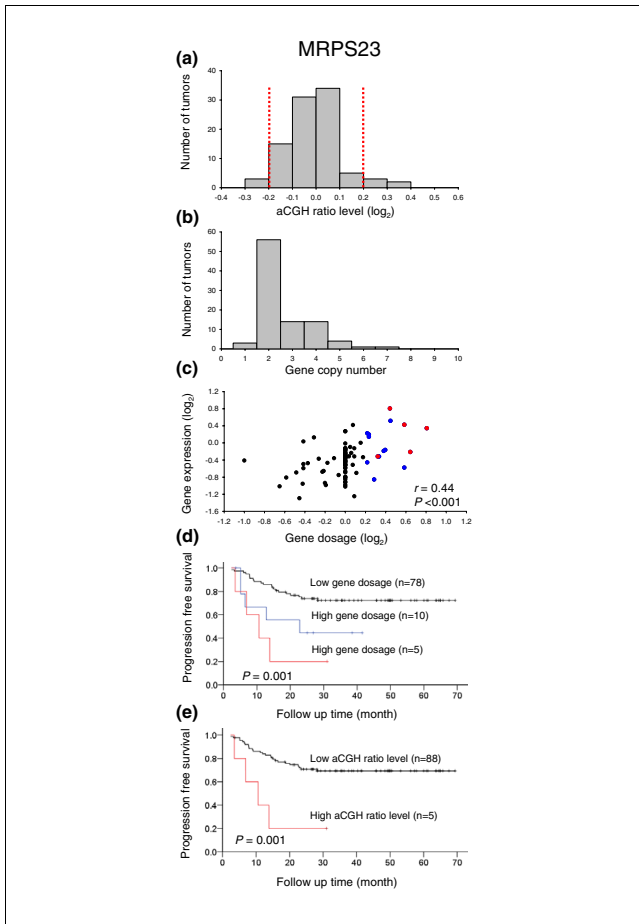 MRPS23
(a)
Number of tumors
40
30
20
10
0
-0.4 -0.3 -0.2 -0.1 0.0 0.1 0.2 0.3 0.4 0.5 0.6
aCGH ratio level (log2)
(b)
Number of tumors
60
50
40
30
20
10
0
0 1 2 3 4 5 6 7 8 9 10
Gene copy number
(c)
Gene expression (log2)
1.2
0.8
0.4
0.0
-0.4
-0.8
-1.2
-1.6
r = 0.44
P <0.001
-1.2 -1.0 -0.8 -0.6 -0.4 -0.2 0.0 0.2 0.4 0.6 0.8 1.0 1.2
Gene dosage (log2)
(d)
Progression free survival
1.0
0.8
0.6
0.4
0.2
0.0
Low gene dosage (n=78)
High gene dosage (n=10)
High gene dosage (n=5)
P = 0.001
0 10 20 30 40 50 60 70
Follow up time (month)
(e)
Progression free survival
1.0
0.8
0.6
0.4
0.2
0.0
Low aCGH ratio level (n=88)
High aCGH ratio level (n=5)
P = 0.001
0 10 20 30 40 50 60 70
Follow up time (month)